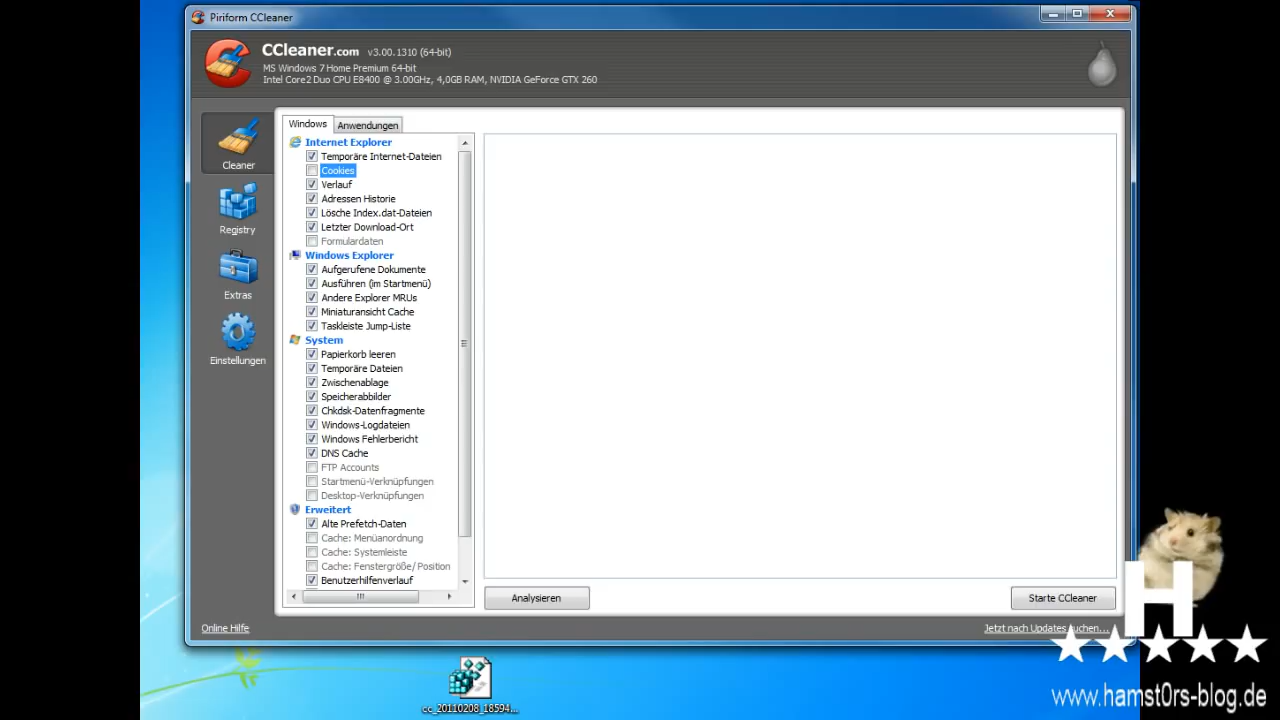 Piriform CCleaner
CCleaner.com v3.00.1310 (64-bit)
MS Windows 7 Home Premium 64-bit
Intel Core2 Duo CPU E8400 @ 3.00GHz, 4,0GB RAM, NVIDIA GeForce GTX 260
Cleaner
Registry
Extras
Einstellungen
Windows
Anwendungen
Internet Explorer
Temporäre Internet-Dateien
Cookies
Verlauf
Adressen Historie
Lösche Index.dat-Dateien
Letzter Download-Ort
Formulardaten
Windows Explorer
Aufgerufene Dokumente
Ausführen (im Startmenü)
Andere Explorer MRUs
Miniaturansicht Cache
Taskleiste Jump-Liste
System
Papierkorb leeren
Temporäre Dateien
Zwischenablage
Speicherabbilder
Chkdsk-Datenfragmente
Windows-Logdateien
Windows Fehlerbericht
DNS Cache
FTP Accounts
Startmenü-Verknüpfungen
Desktop-Verknüpfungen
Erweitert
Alte Prefetch-Daten
Cache: Menüanordnung
Cache: Systemleiste
Cache: Fenstergröße/Position
Benutzerhilfenverlauf
Analysieren
Starte CCleaner
Online Hilfe
Jetzt nach Updates suchen...
cc_20110208_18594...
H
www.hamst0rs-blog.de